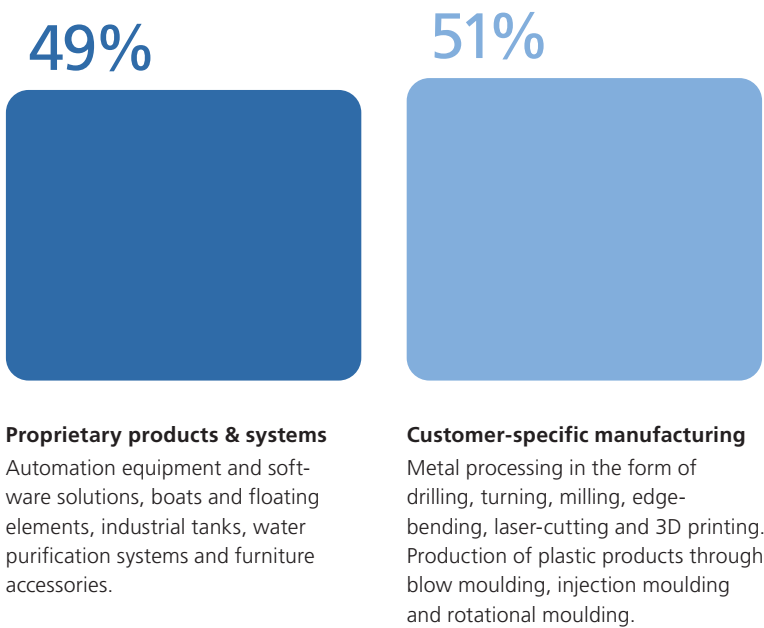 49%
51%
Proprietary products & systems
Automation equipment and soft-
ware solutions, boats and floating
elements, industrial tanks, water
purification systems and furniture
accessories.
Customer-specific manufacturing
Metal processing in the form of
drilling, turning, milling, edge-
bending, laser-cutting and 3D printing.
Production of plastic products through
blow moulding, injection moulding
and rotational moulding.